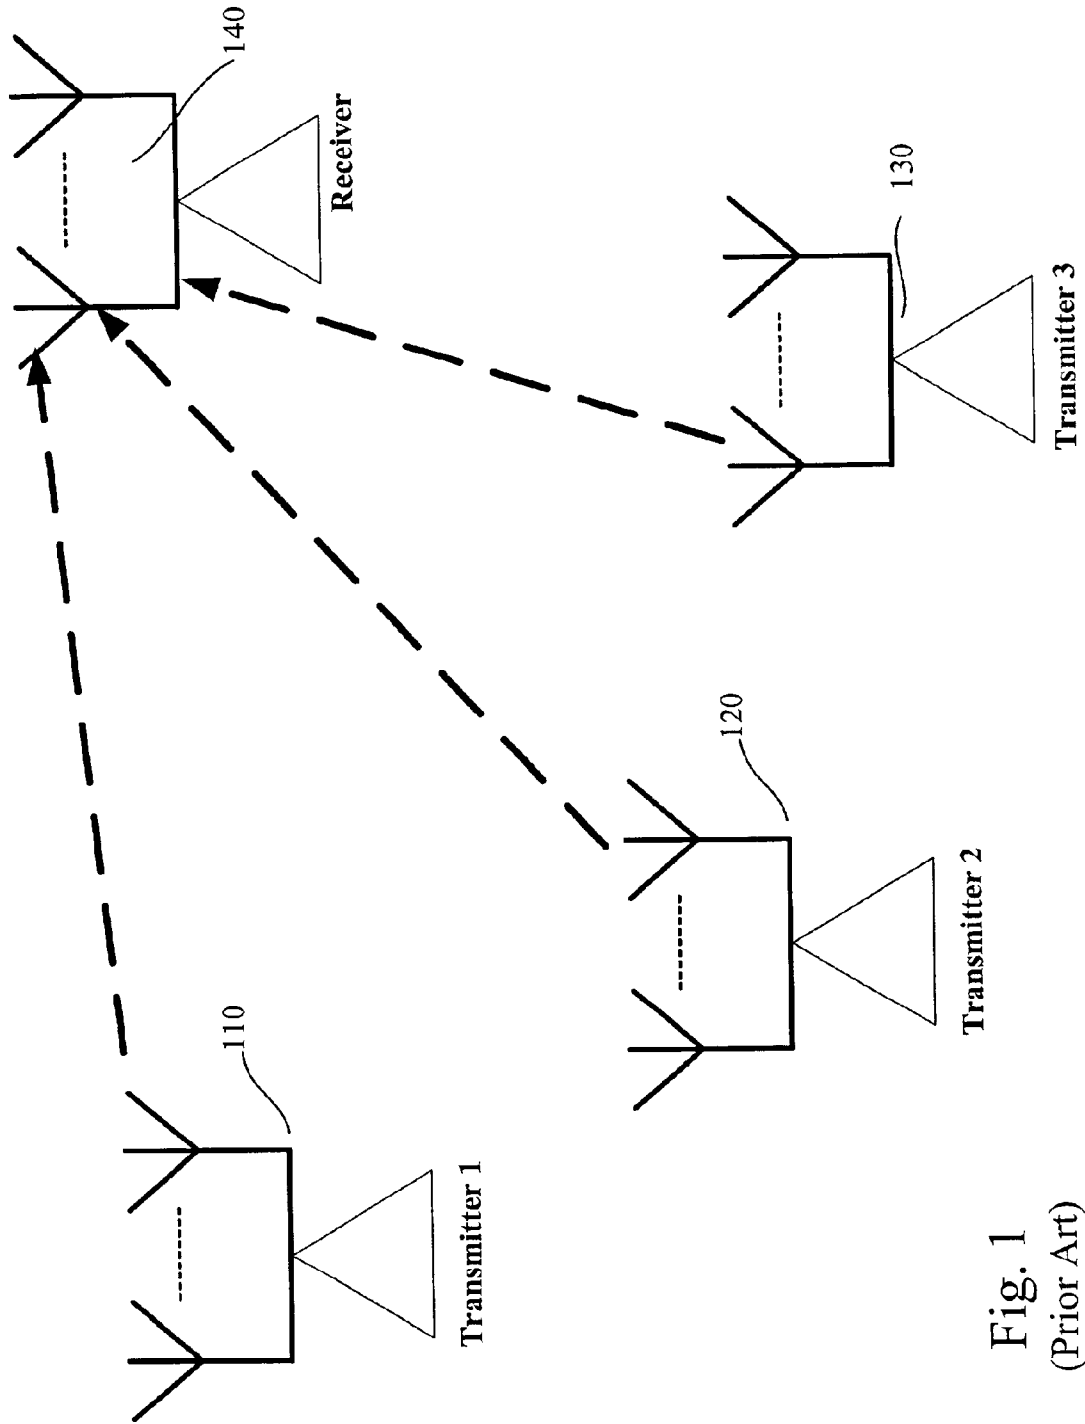 140
Receiver
130
Transmitter 3
120
Transmitter 2
110
Transmitter 1
Fig. 1
(Prior Art)